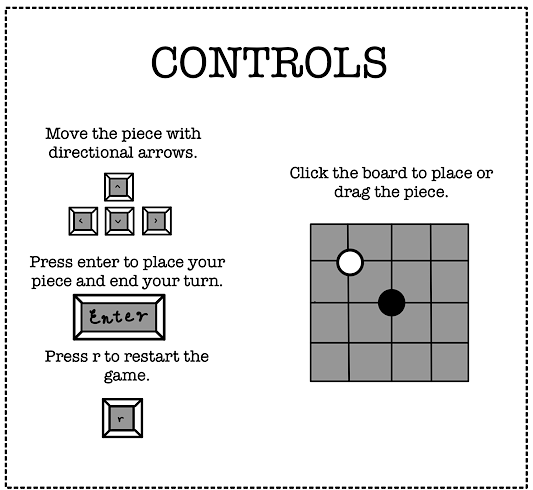 CONTROLS
Move the piece with
directional arrows.
^
< v >
Press enter to place your
piece and end your turn.
Enter
Press r to restart the
game.
r
Click the board to place or
drag the piece.